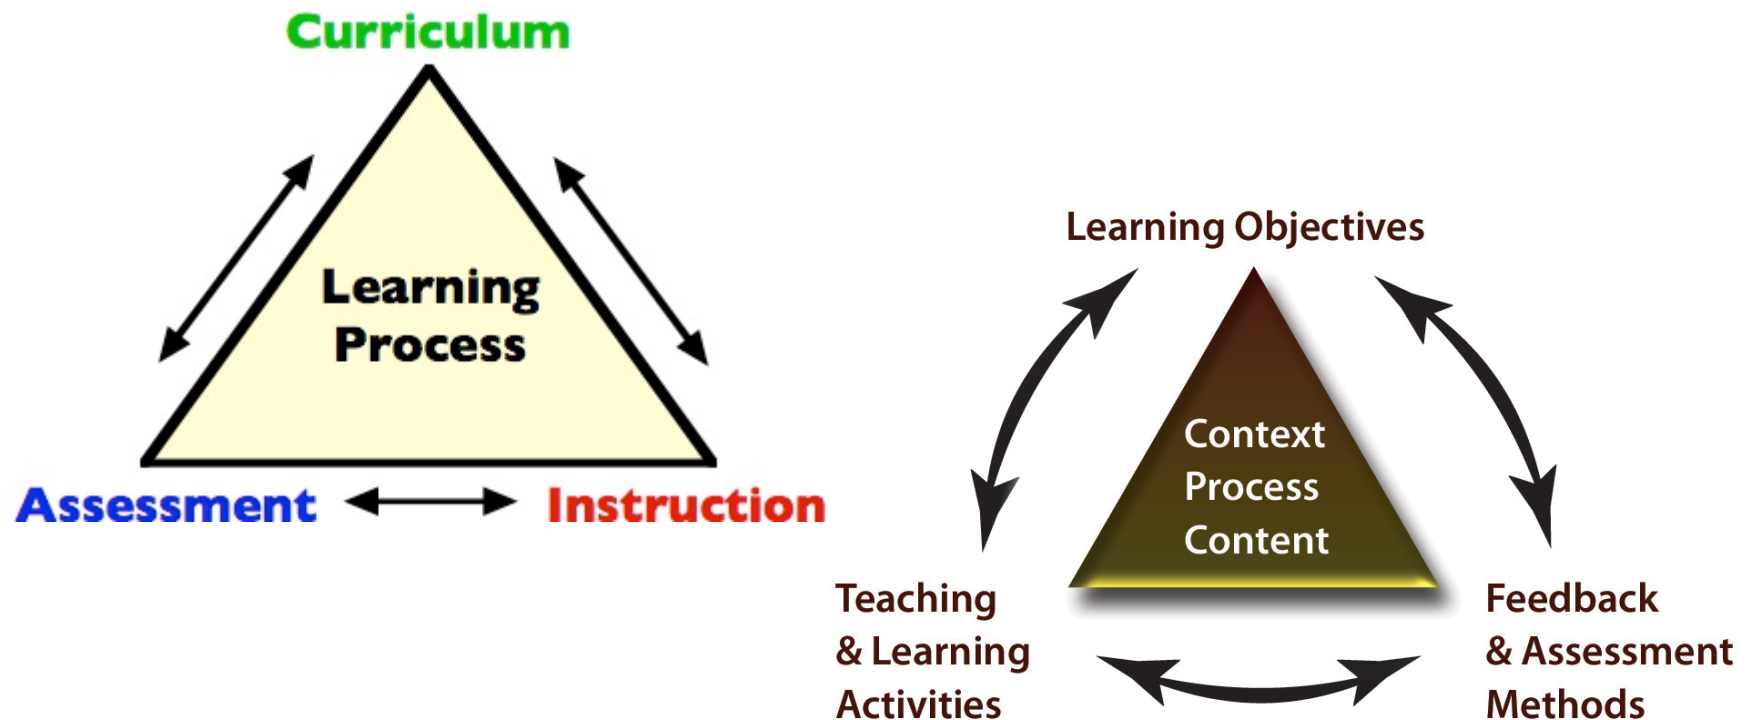 Curriculum
Learning
Process
Assessment
Instruction
Learning Objectives
Context
Process
Content
Teaching
& Learning
Activities
Feedback
& Assessment
Methods